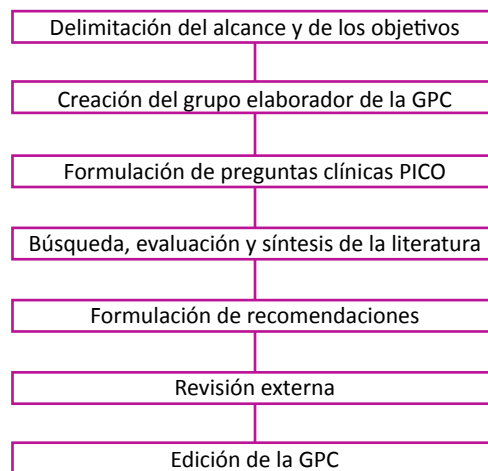 Delimitación del alcance y de los objetivos
Creación del grupo elaborador de la GPC
Formulación de preguntas clínicas PICO
Búsqueda, evaluación y síntesis de la literatura
Formulación de recomendaciones
Revisión externa
Edición de la GPC